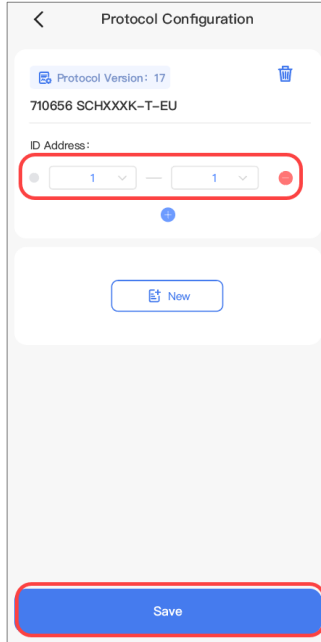 Protocol Configuration
Protocol Version: 17
710656 SCHXXXK-T-EU
ID Address:
1 — 1
New
Save